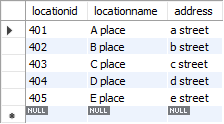 locationid locationname address
401 A place a street
402 B place b street
403 C place c street
404 D place d street
405 E place e street
NULL NULL NULL